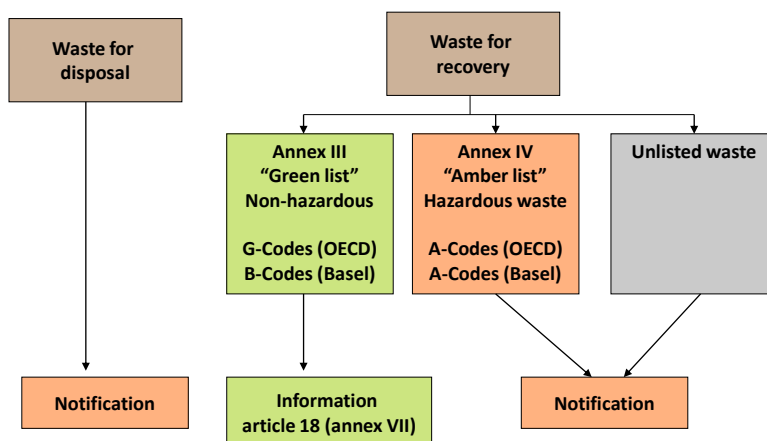 Waste for
disposal
Waste for
recovery
Annex III
“Green list”
Non-hazardous
G-Codes (OECD)
B-Codes (Basel)
Annex IV
“Amber list”
Hazardous waste
A-Codes (OECD)
A-Codes (Basel)
Unlisted waste
Notification
Information
article 18 (annex VII)
Notification